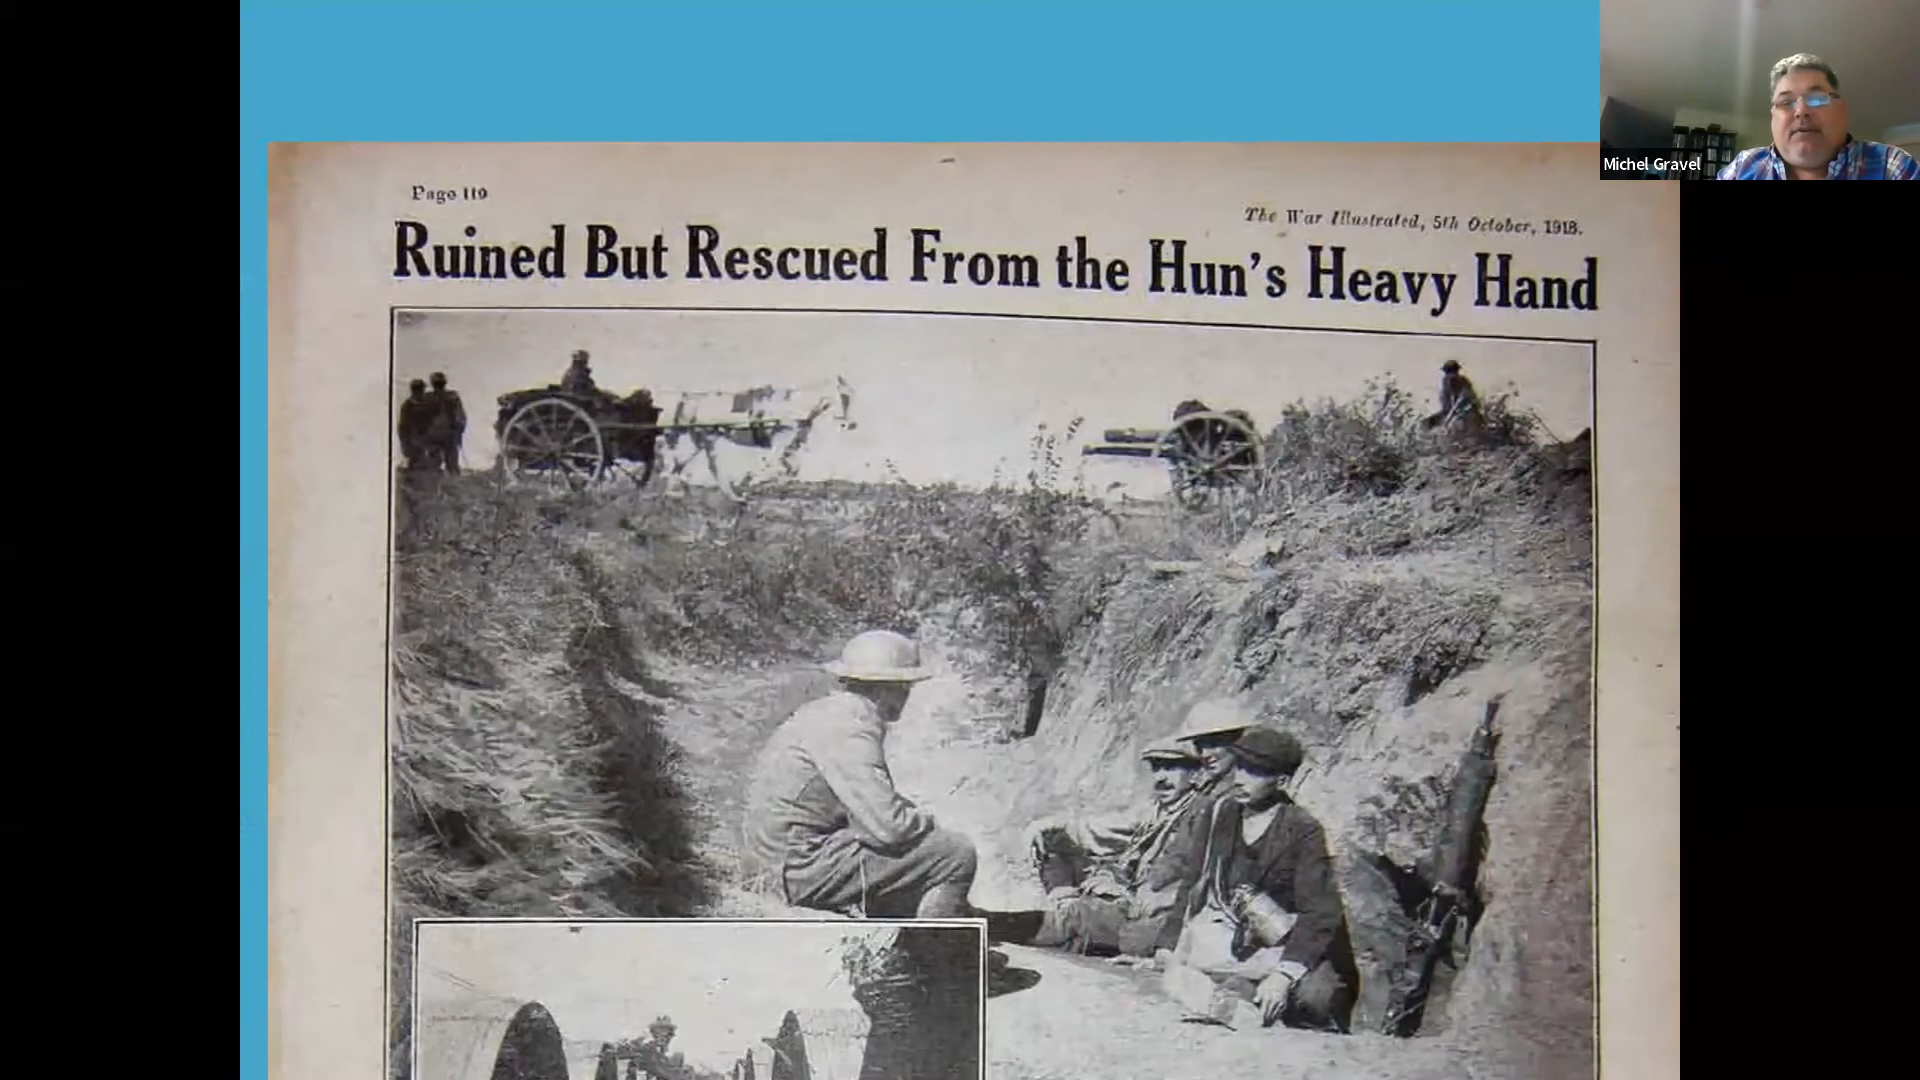 Page 119
The War Illustrated, 5th October, 1918.
Ruined But Rescued From the Hun's Heavy Hand
Michel Gravel